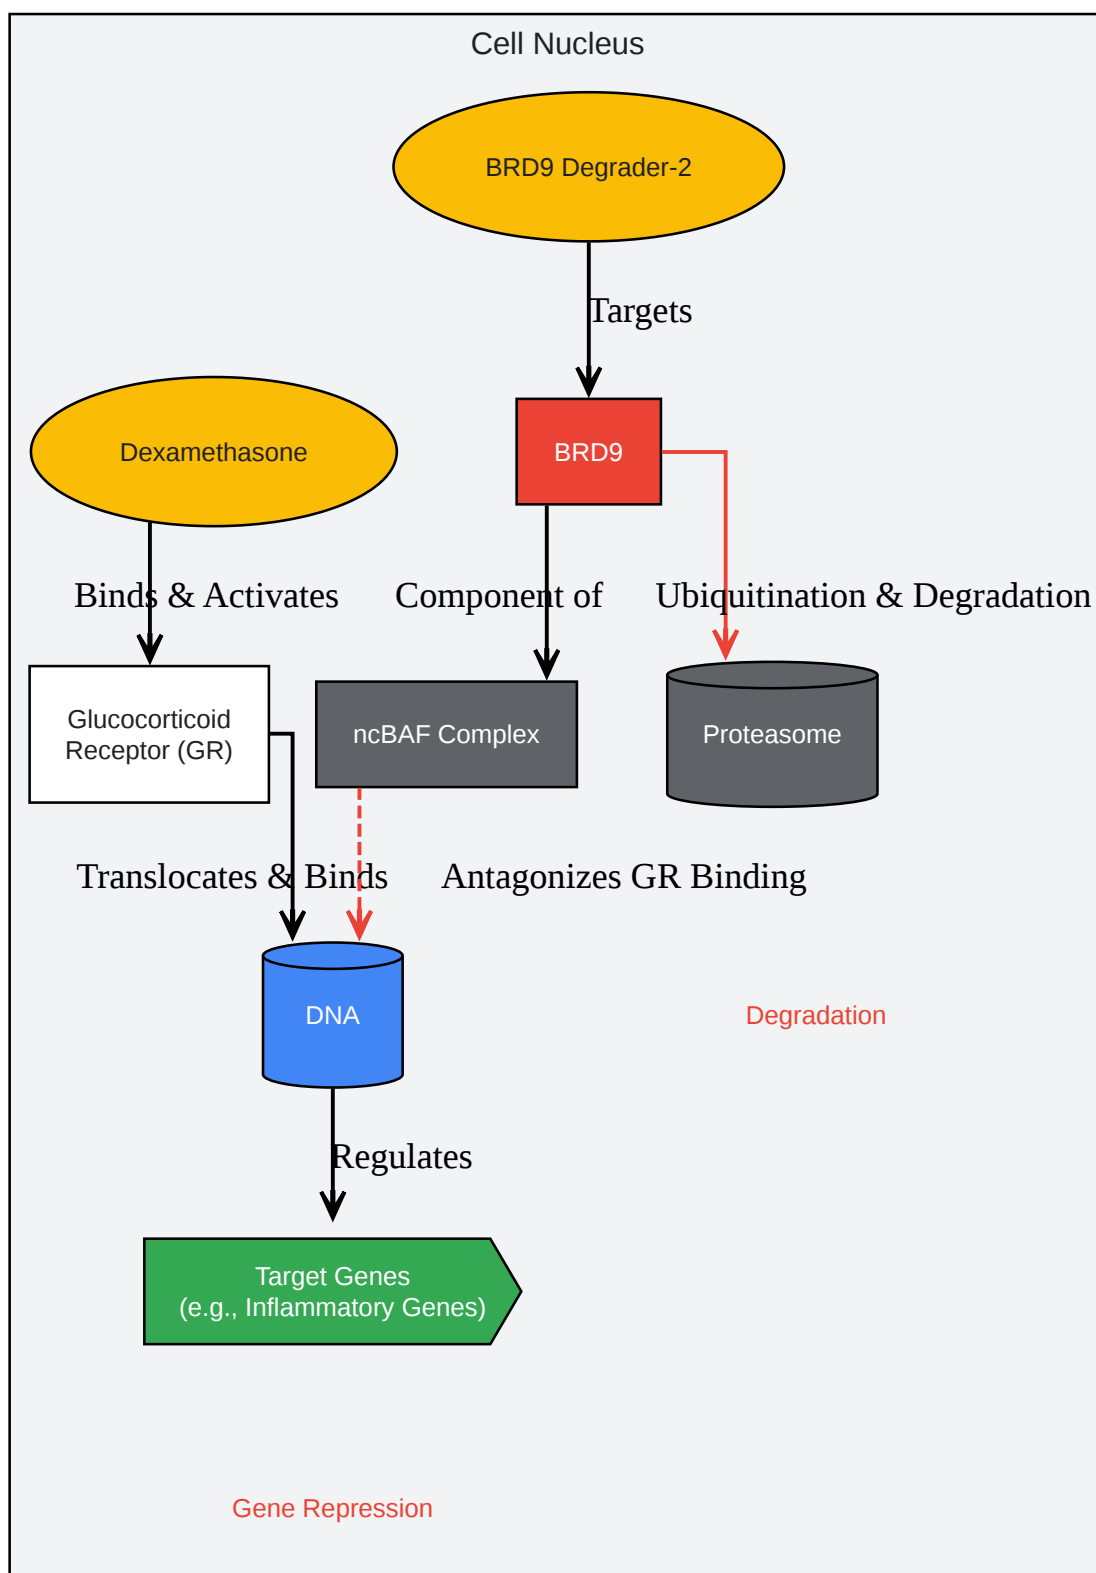 Cell Nucleus
BRD9 Degrader-2
Targets
Dexamethasone
BRD9
Binds & Activates
Component of
Ubiquitination & Degradation
Glucocorticoid
Receptor (GR)
ncBAF Complex
Proteasome
Translocates & Binds
Antagonizes GR Binding
DNA
Degradation
Regulates
Target Genes
(e.g., Inflammatory Genes)
Gene Repression